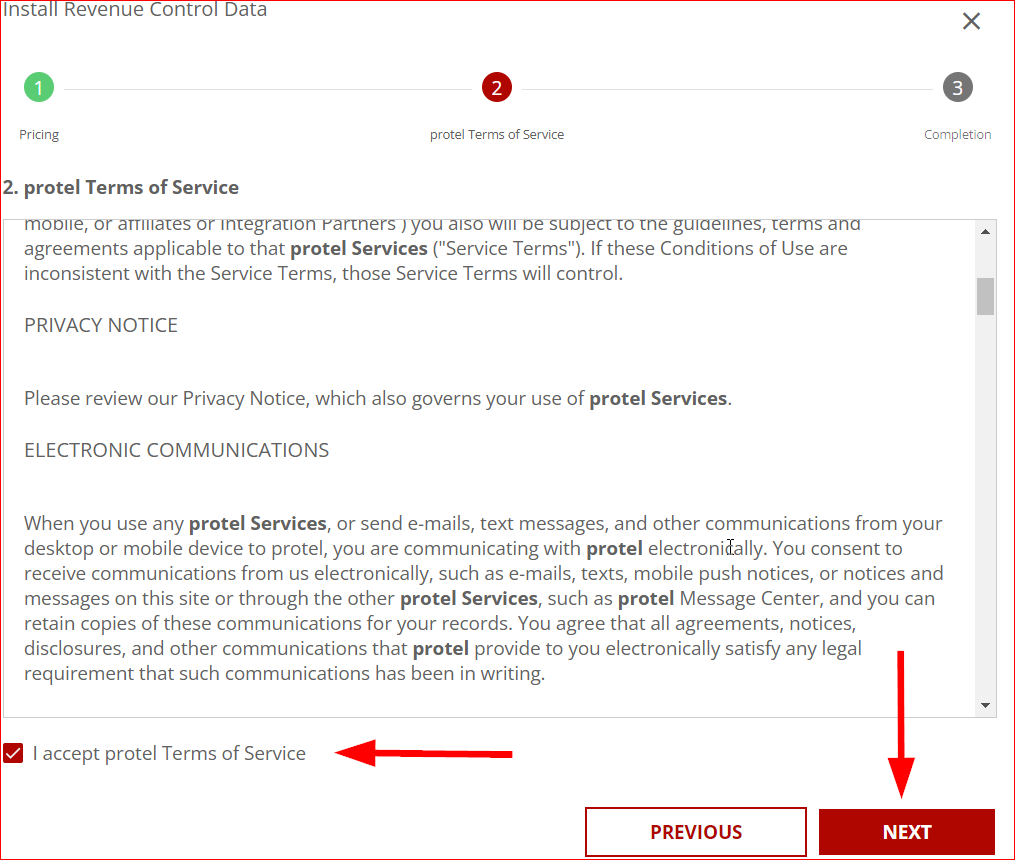 Install Revenue Control Data
1
2
3
Pricing
protel Terms of Service
Completion
2. protel Terms of Service
mobile, or affiliates or Integration Partners ) you also will be subject to the guidelines, terms and
agreements applicable to that protel Services ("Service Terms"). If these Conditions of Use are
inconsistent with the Service Terms, those Service Terms will control.
PRIVACY NOTICE
Please review our Privacy Notice, which also governs your use of protel Services.
ELECTRONIC COMMUNICATIONS
When you use any protel Services, or send e-mails, text messages, and other communications from your
desktop or mobile device to protel, you are communicating with protel electronically. You consent to
receive communications from us electronically, such as e-mails, texts, mobile push notices, or notices and
messages on this site or through the other protel Services, such as protel Message Center, and you can
retain copies of these communications for your records. You agree that all agreements, notices,
disclosures, and other communications that protel provide to you electronically satisfy any legal
requirement that such communications has been in writing.
I accept protel Terms of Service
PREVIOUS
NEXT